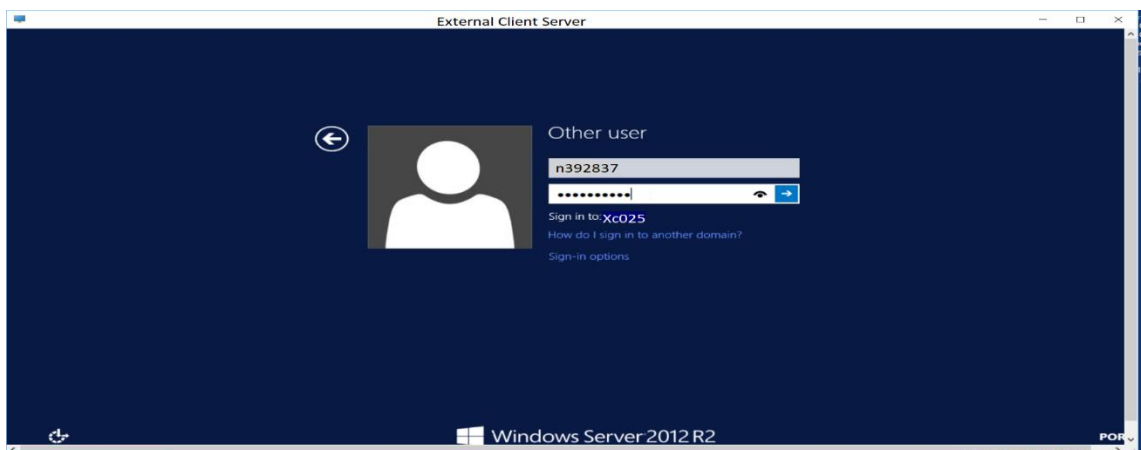 External Client Server
Other user
n392837
••••••••••
Sign in to: Xc025
How do I sign in to another domain?
Sign-in options
Windows Server 2012 R2
POR